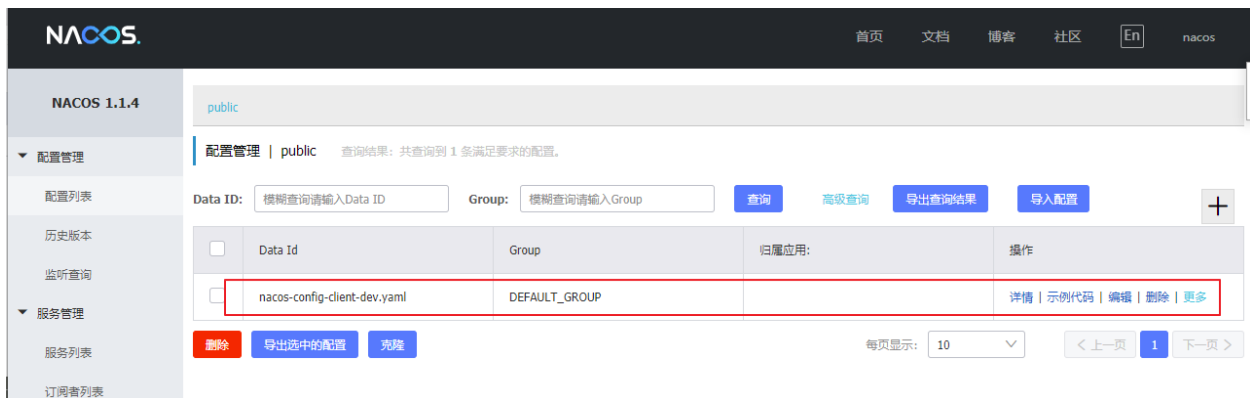 NACOS.
首页 文档 博客 社区 En nacos
NACOS 1.1.4
public
配置管理
配置管理 | public 查询结果：共查询到 1 条满足要求的配置。
配置列表
Data ID: 模糊查询请输入Data ID Group: 模糊查询请输入Group 查询 高级查询 导出查询结果 导入配置
历史版本
Data Id Group 归属应用: 操作
监听查询
nacos-config-client-dev.yaml DEFAULT_GROUP 详情 | 示例代码 | 编辑 | 删除 | 更多
服务管理
删除 导出选中的配置 克隆 每页显示: 10 < 上一页 1 下一页 >
服务列表
订阅者列表